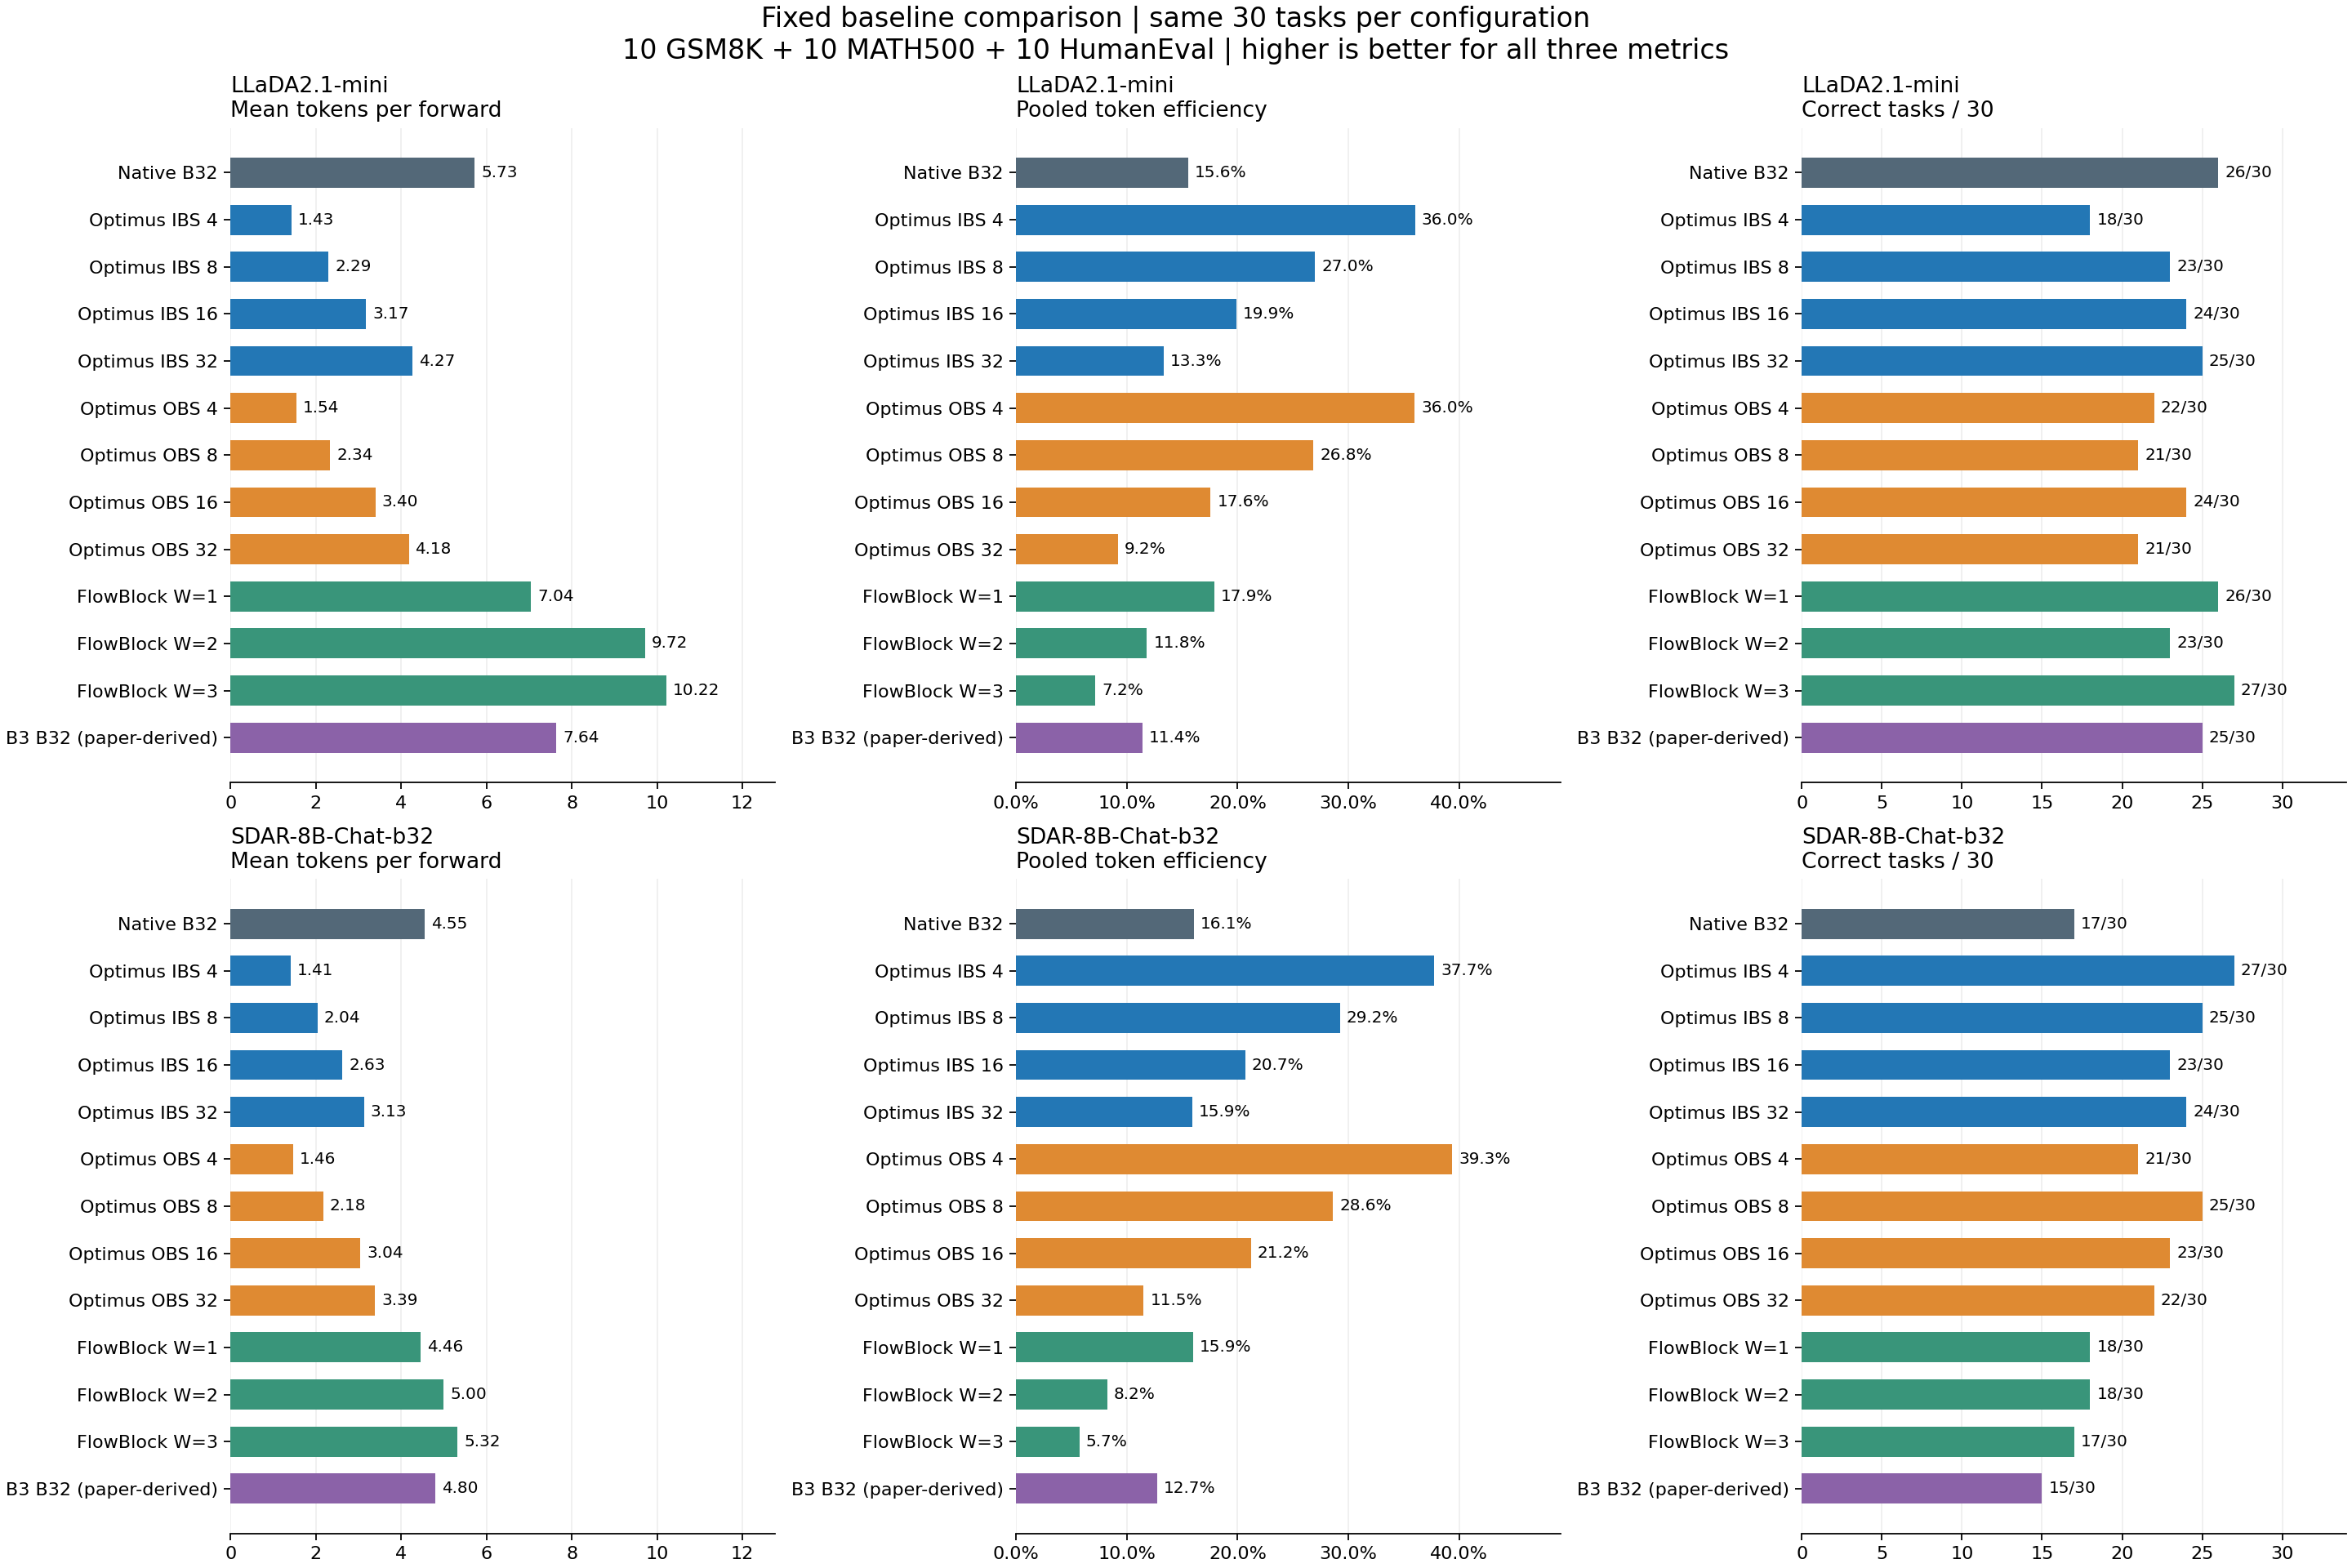 Fixed baseline comparison | same 30 tasks per configuration
10 GSM8K + 10 MATH500 + 10 HumanEval | higher is better for all three metrics
LLaDA2.1-mini
Mean tokens per forward
Native B32 5.73
Optimus IBS 4 1.43
Optimus IBS 8 2.29
Optimus IBS 16 3.17
Optimus IBS 32 4.27
Optimus OBS 4 1.54
Optimus OBS 8 2.34
Optimus OBS 16 3.40
Optimus OBS 32 4.18
FlowBlock W=1 7.04
FlowBlock W=2 9.72
FlowBlock W=3 10.22
B3 B32 (paper-derived) 7.64
0 2 4 6 8 10 12
LLaDA2.1-mini
Pooled token efficiency
Native B32 15.6%
Optimus IBS 4 36.0%
Optimus IBS 8 27.0%
Optimus IBS 16 19.9%
Optimus IBS 32 13.3%
Optimus OBS 4 36.0%
Optimus OBS 8 26.8%
Optimus OBS 16 17.6%
Optimus OBS 32 9.2%
FlowBlock W=1 17.9%
FlowBlock W=2 11.8%
FlowBlock W=3 7.2%
B3 B32 (paper-derived) 11.4%
0.0% 10.0% 20.0% 30.0% 40.0%
LLaDA2.1-mini
Correct tasks / 30
Native B32 26/30
Optimus IBS 4 18/30
Optimus IBS 8 23/30
Optimus IBS 16 24/30
Optimus IBS 32 25/30
Optimus OBS 4 22/30
Optimus OBS 8 21/30
Optimus OBS 16 24/30
Optimus OBS 32 21/30
FlowBlock W=1 26/30
FlowBlock W=2 23/30
FlowBlock W=3 27/30
B3 B32 (paper-derived) 25/30
0 5 10 15 20 25 30
SDAR-8B-Chat-b32
Mean tokens per forward
Native B32 4.55
Optimus IBS 4 1.41
Optimus IBS 8 2.04
Optimus IBS 16 2.63
Optimus IBS 32 3.13
Optimus OBS 4 1.46
Optimus OBS 8 2.18
Optimus OBS 16 3.04
Optimus OBS 32 3.39
FlowBlock W=1 4.46
FlowBlock W=2 5.00
FlowBlock W=3 5.32
B3 B32 (paper-derived) 4.80
0 2 4 6 8 10 12
SDAR-8B-Chat-b32
Pooled token efficiency
Native B32 16.1%
Optimus IBS 4 37.7%
Optimus IBS 8 29.2%
Optimus IBS 16 20.7%
Optimus IBS 32 15.9%
Optimus OBS 4 39.3%
Optimus OBS 8 28.6%
Optimus OBS 16 21.2%
Optimus OBS 32 11.5%
FlowBlock W=1 15.9%
FlowBlock W=2 8.2%
FlowBlock W=3 5.7%
B3 B32 (paper-derived) 12.7%
0.0% 10.0% 20.0% 30.0% 40.0%
SDAR-8B-Chat-b32
Correct tasks / 30
Native B32 17/30
Optimus IBS 4 27/30
Optimus IBS 8 25/30
Optimus IBS 16 23/30
Optimus IBS 32 24/30
Optimus OBS 4 21/30
Optimus OBS 8 25/30
Optimus OBS 16 23/30
Optimus OBS 32 22/30
FlowBlock W=1 18/30
FlowBlock W=2 18/30
FlowBlock W=3 17/30
B3 B32 (paper-derived) 15/30
0 5 10 15 20 25 30